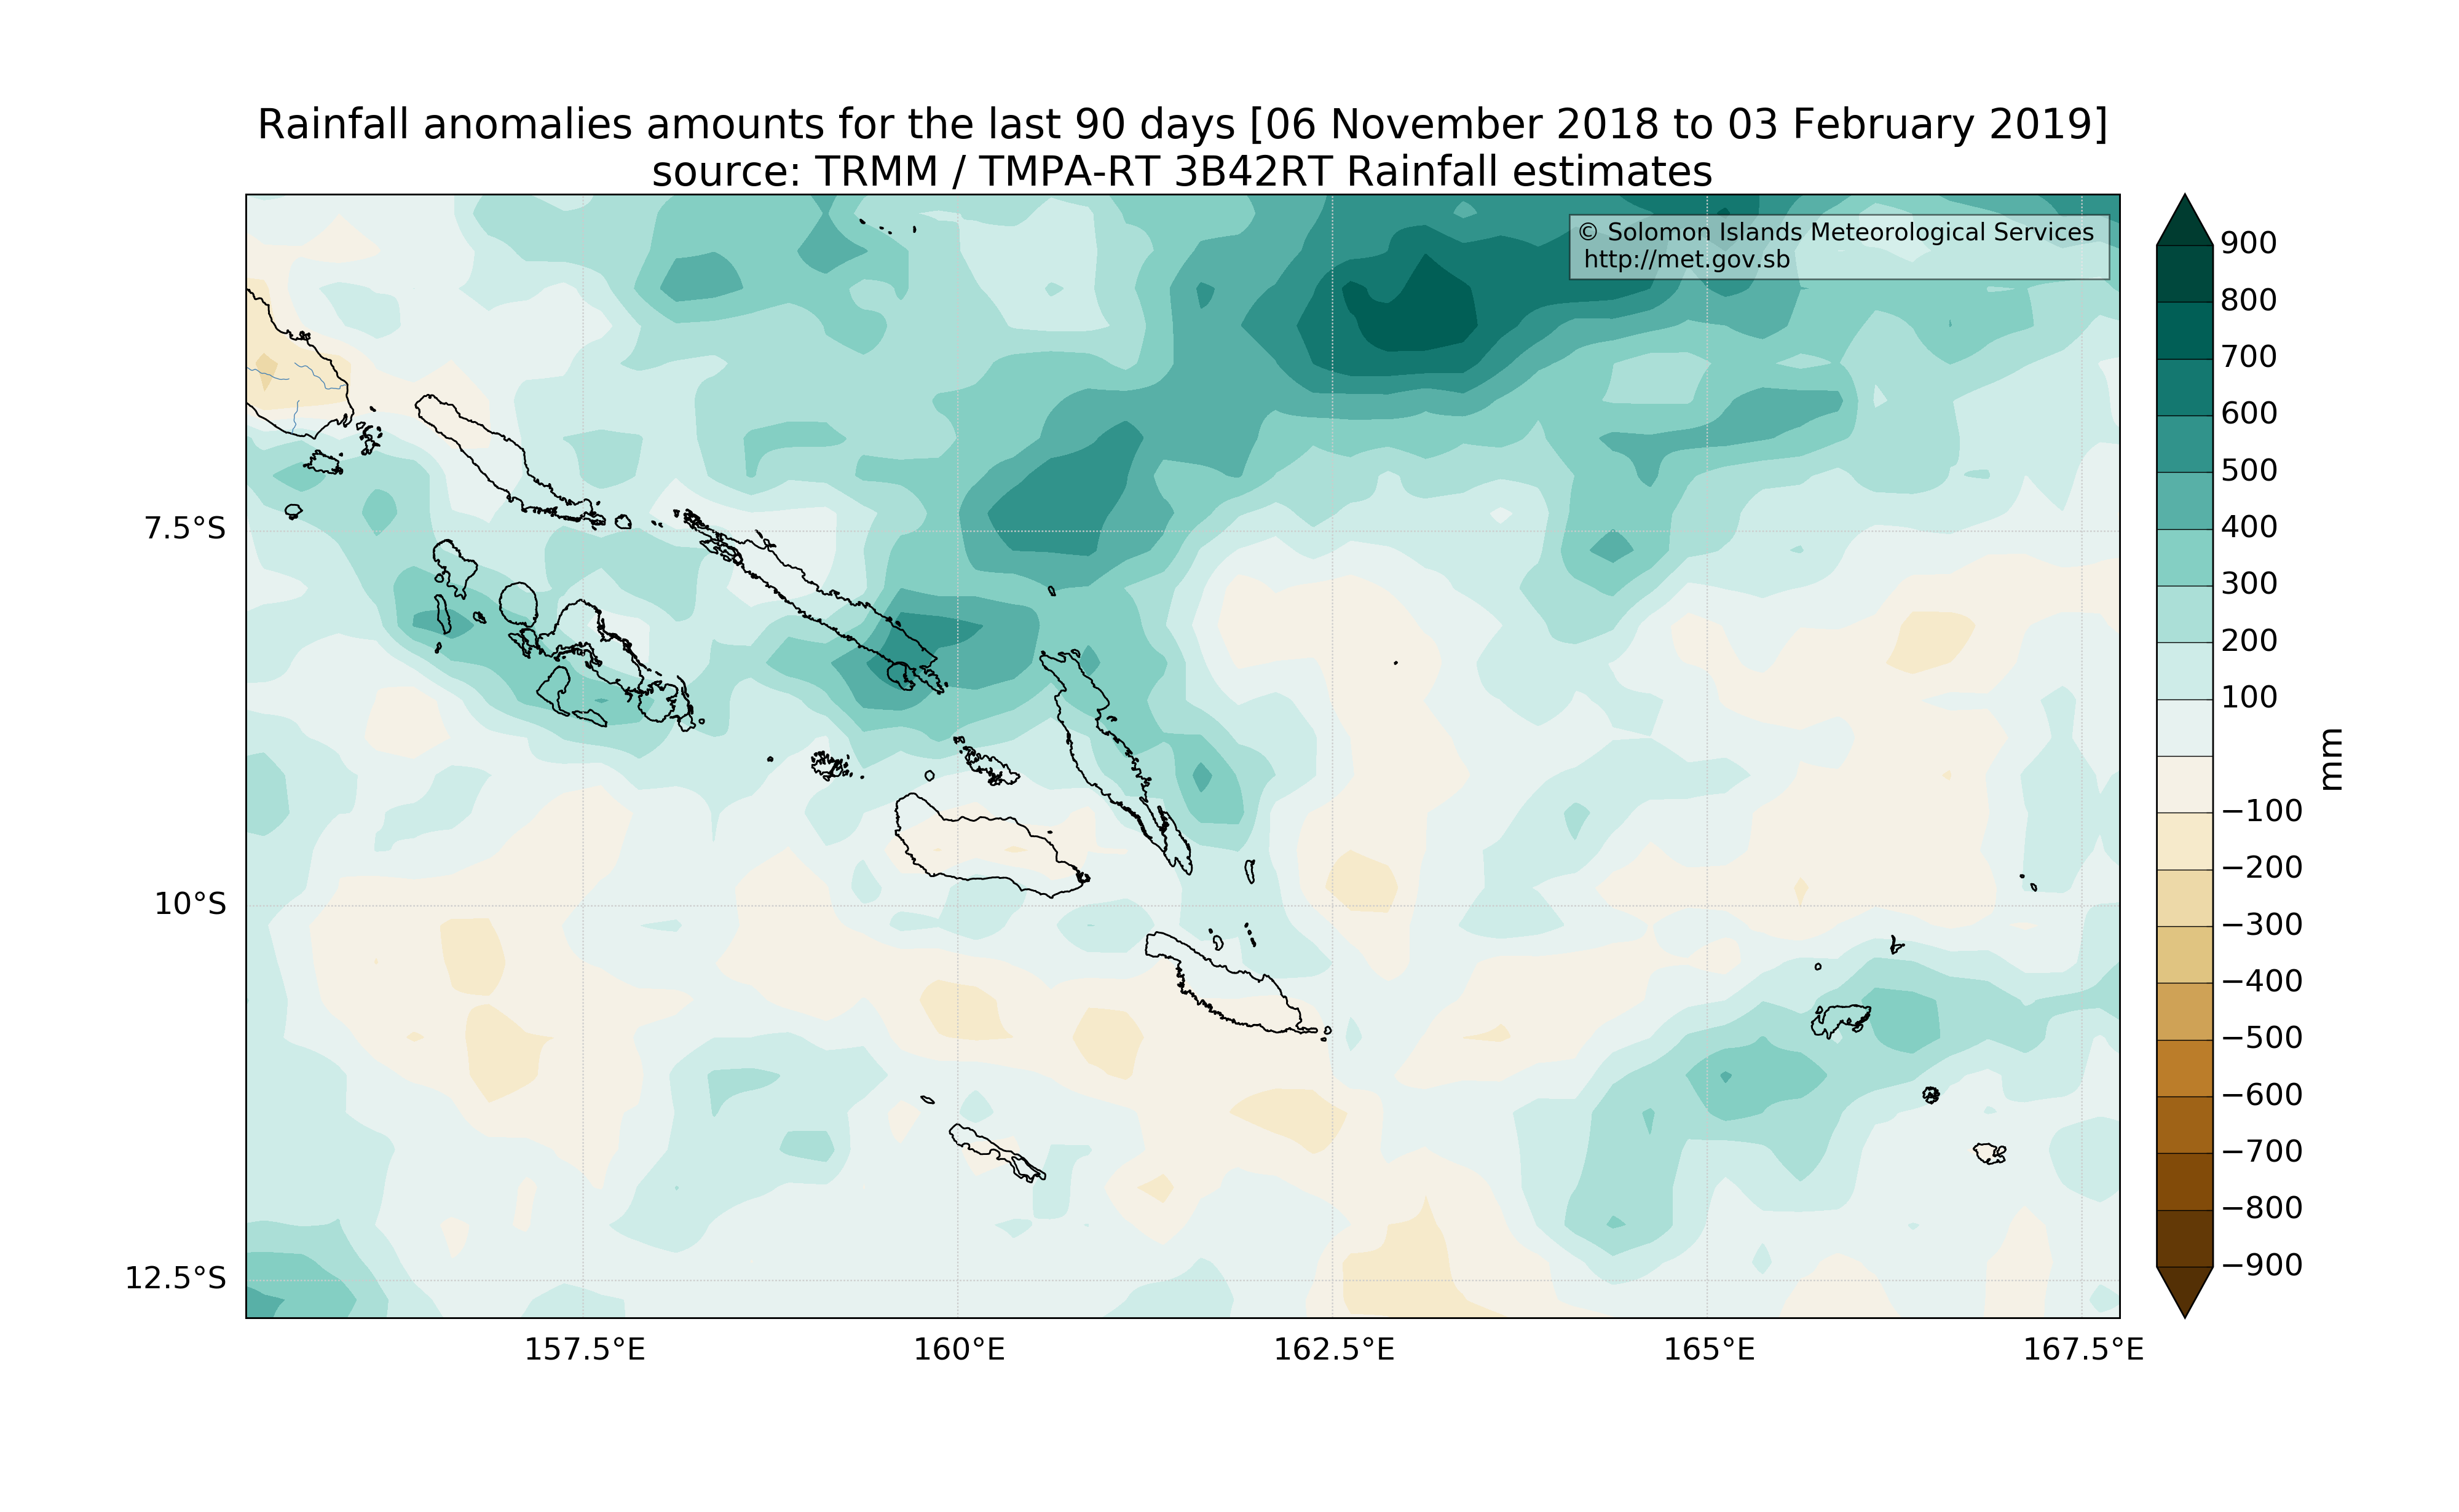 Rainfall anomalies amounts for the last 90 days [06 November 2018 to 03 February 2019]
source: TRMM / TMPA-RT 3B42RT Rainfall estimates
© Solomon Islands Meteorological Services
http://met.gov.sb
7.5°S
10°S
12.5°S
157.5°E
160°E
162.5°E
165°E
167.5°E
900
800
700
600
500
400
300
200
100
−100
−200
−300
−400
−500
−600
−700
−800
−900
mm